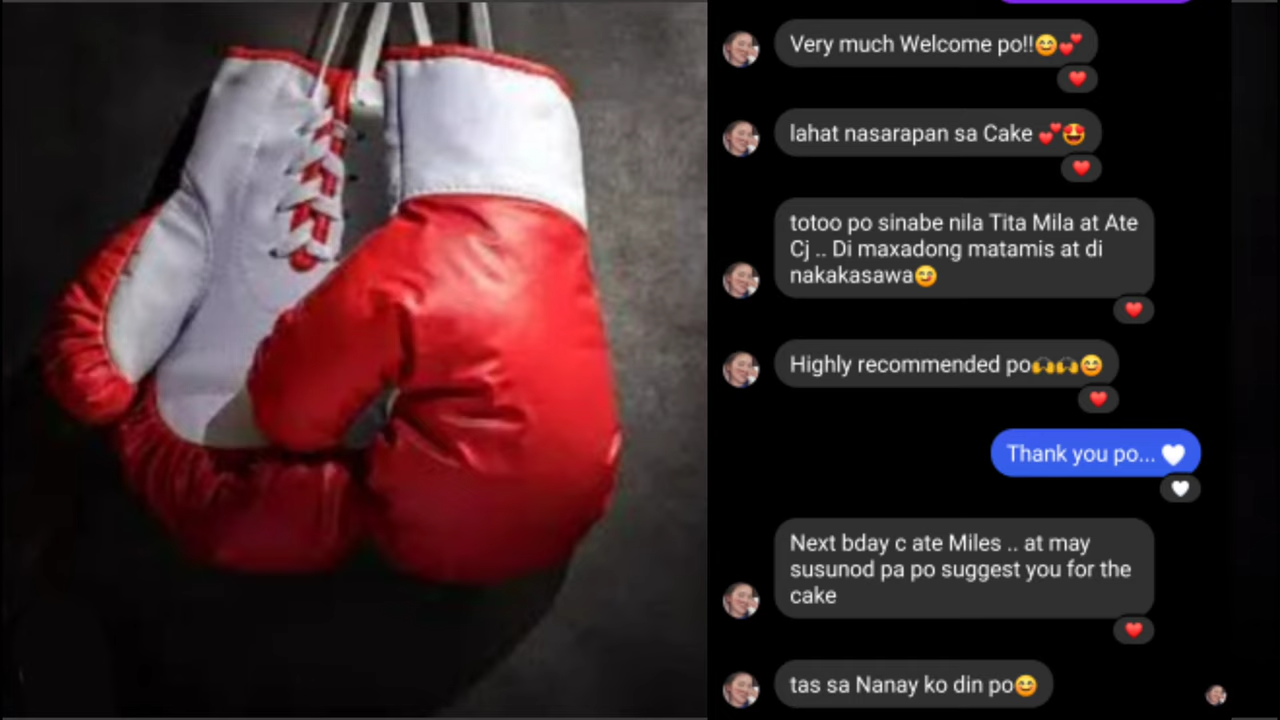 Very much Welcome po!!😊💕
lahat nasarapan sa Cake 💕🤩
totoo po sinabe nila Tita Mila at Ate
Cj .. Di maxadong matamis at di
nakakasawa😋
Highly recommended po🙌🙌😊
Thank you po... 🤍
Next bday c ate Miles .. at may
susunod pa po suggest you for the
cake
tas sa Nanay ko din po😊